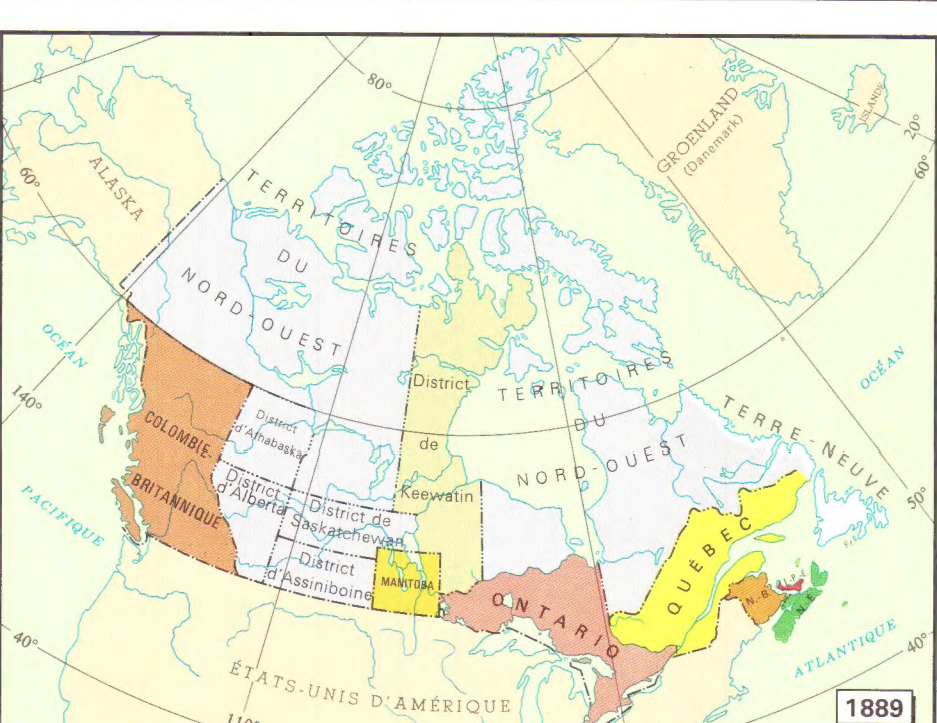 80°
GROENLAND
(Danemark)
ISLANDE
20°
60°
60°
ALASKA
TERRITOIRES
DU
NORD-OUEST
OCÉAN
PACIFIQUE
140°
COLOMBIE-
BRITANNIQUE
District
d'Athabaska
District
d'Alberta
District de
Saskatchewan
District
d'Assiniboine
MANITOBA
District
de
Keewatin
TERRITOIRES
DU
NORD-OUEST
TERRE-NEUVE
OCÉAN
ATLANTIQUE
50°
Fr.
QUÉBEC
ONTARIO
N.-B.
I.-P.-E.
N.-É.
40°
40°
ÉTATS-UNIS D'AMÉRIQUE
110°
1889